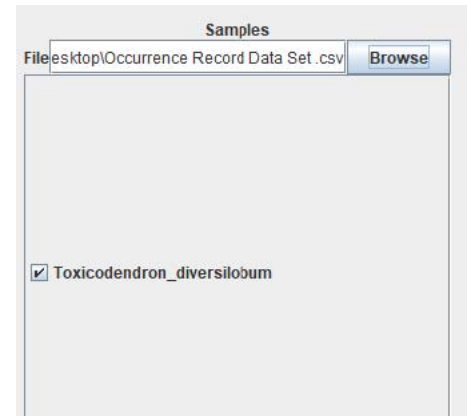 Samples
File esktop\Occurrence Record Data Set .csv Browse
Toxicodendron_diversilobum